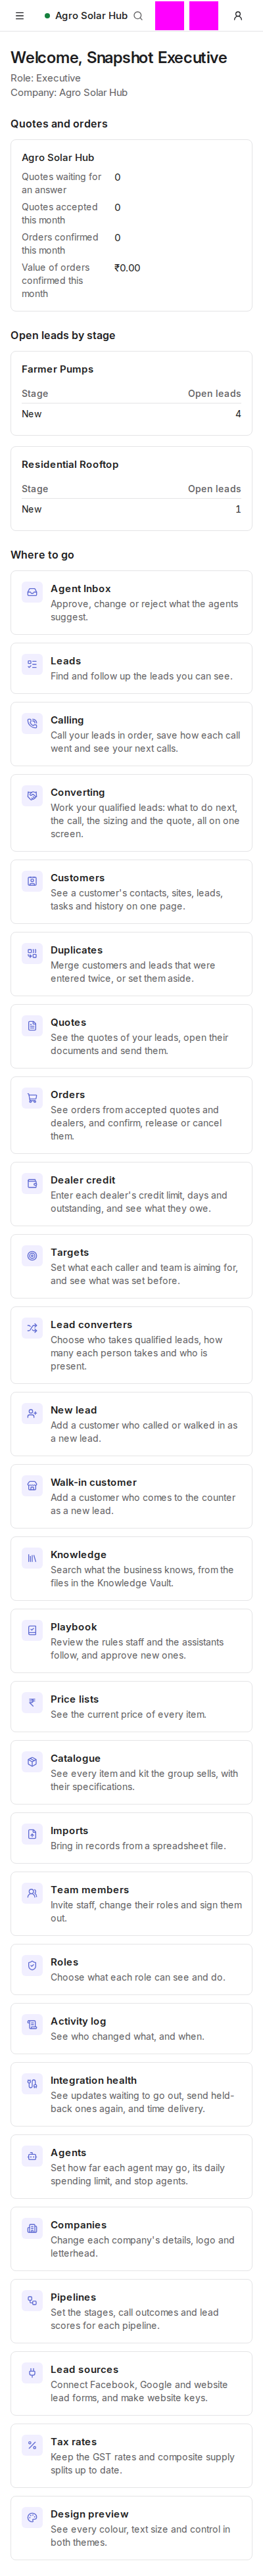 Agro Solar Hub
Welcome, Snapshot Executive
Role: Executive
Company: Agro Solar Hub
Quotes and orders
Agro Solar Hub
Quotes waiting for an answer 0
Quotes accepted this month 0
Orders confirmed this month 0
Value of orders confirmed this month ₹0.00
Open leads by stage
Farmer Pumps
Stage Open leads
New 4
Residential Rooftop
Stage Open leads
New 1
Where to go
Agent Inbox
Approve, change or reject what the agents
suggest.
Leads
Find and follow up the leads you can see.
Calling
Call your leads in order, save how each call
went and see your next calls.
Converting
Work your qualified leads: what to do next,
the call, the sizing and the quote, all on one
screen.
Customers
See a customer's contacts, sites, leads,
tasks and history on one page.
Duplicates
Merge customers and leads that were
entered twice, or set them aside.
Quotes
See the quotes of your leads, open their
documents and send them.
Orders
See orders from accepted quotes and
dealers, and confirm, release or cancel
them.
Dealer credit
Enter each dealer's credit limit, days and
outstanding, and see what they owe.
Targets
Set what each caller and team is aiming for,
and see what was set before.
Lead converters
Choose who takes qualified leads, how
many each person takes and who is
present.
New lead
Add a customer who called or walked in as
a new lead.
Walk-in customer
Add a customer who comes to the counter
as a new lead.
Knowledge
Search what the business knows, from the
files in the Knowledge Vault.
Playbook
Review the rules staff and the assistants
follow, and approve new ones.
Price lists
See the current price of every item.
Catalogue
See every item and kit the group sells, with
their specifications.
Imports
Bring in records from a spreadsheet file.
Team members
Invite staff, change their roles and sign them
out.
Roles
Choose what each role can see and do.
Activity log
See who changed what, and when.
Integration health
See updates waiting to go out, send held-
back ones again, and time delivery.
Agents
Set how far each agent may go, its daily
spending limit, and stop agents.
Companies
Change each company's details, logo and
letterhead.
Pipelines
Set the stages, call outcomes and lead
scores for each pipeline.
Lead sources
Connect Facebook, Google and website
lead forms, and make website keys.
Tax rates
Keep the GST rates and composite supply
splits up to date.
Design preview
See every colour, text size and control in
both themes.